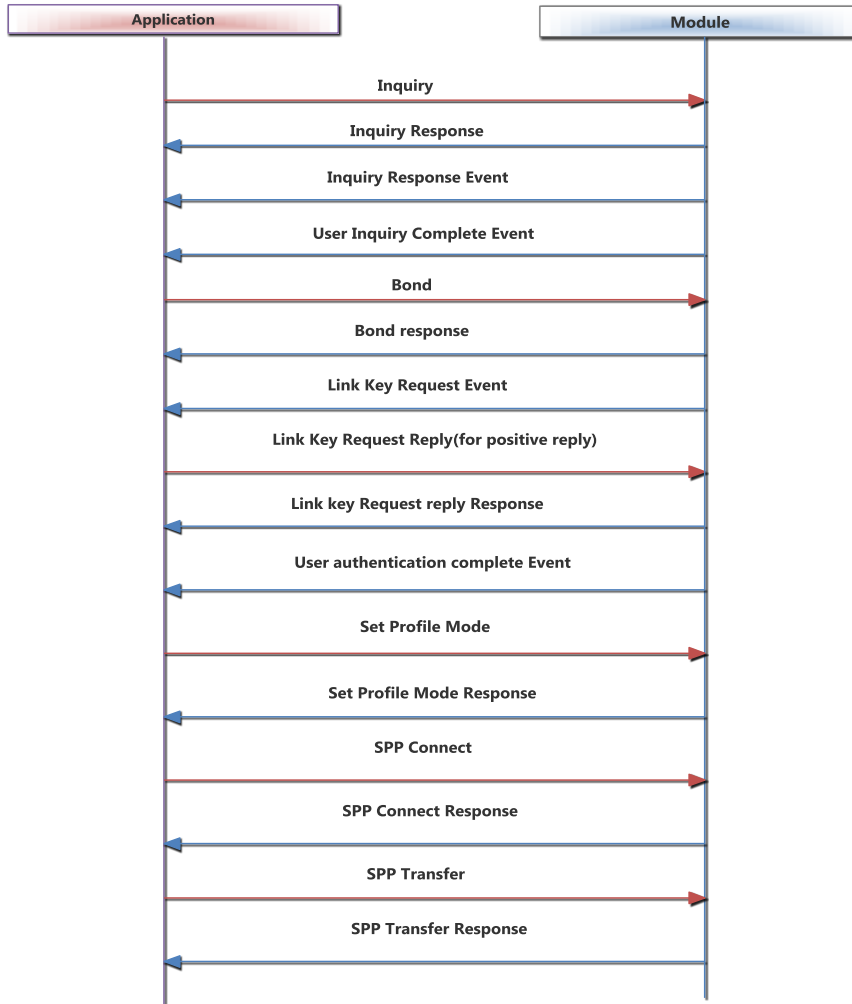 Application
Module
Inquiry
Inquiry Response
Inquiry Response Event
User Inquiry Complete Event
Bond
Bond response
Link Key Request Event
Link Key Request Reply(for positive reply)
Link key Request reply Response
User authentication complete Event
Set Profile Mode
Set Profile Mode Response
SPP Connect
SPP Connect Response
SPP Transfer
SPP Transfer Response